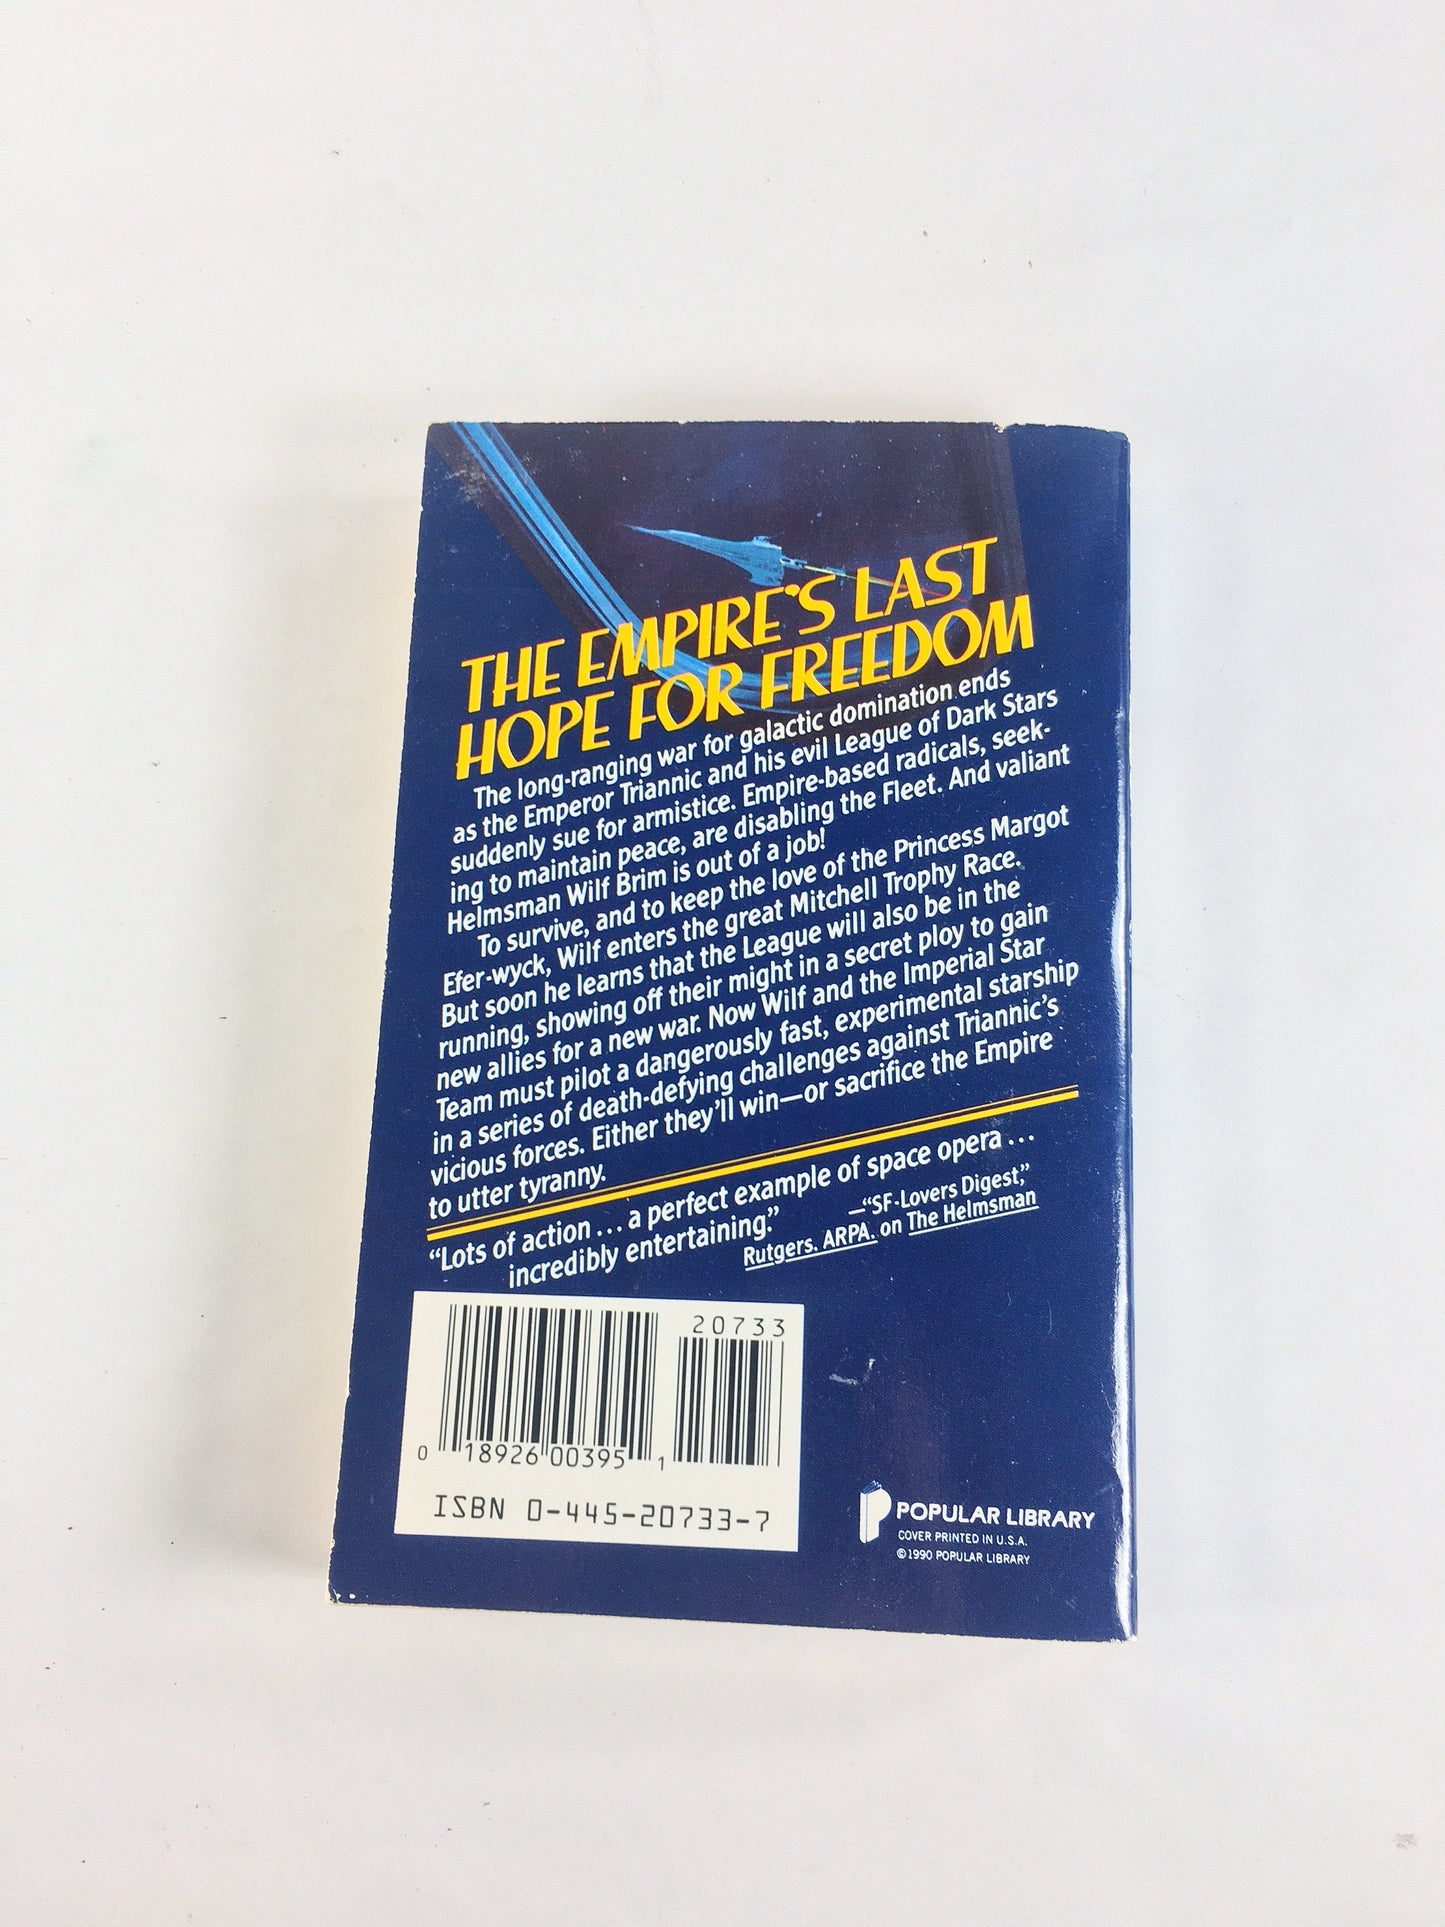 THE EMPIRE'S LAST
HOPE FOR FREEDOM
The long-ranging war for galactic domination ends
as the Emperor Triannic and his evil League of Dark Stars
suddenly sue for armistice. Empire-based radicals, seek-
ing to maintain peace, are disabling the Fleet. And valiant
Helmsman Wilf Brim is out of a job!
To survive, and to keep the love of the Princess Margot
Efer-wyck, Wilf enters the great Mitchell Trophy Race.
But soon he learns that the League will also be in the
running, showing off their might in a secret ploy to gain
new allies for a new war. Now Wilf and the Imperial Star
Team must pilot a dangerously fast, experimental starship
in a series of death-defying challenges against Triannic's
vicious forces. Either they'll win—or sacrifice the Empire
to utter tyranny.
"Lots of action ... a perfect example of space opera ...
incredibly entertaining."
—"SF-Lovers Digest,"
Rutgers. ARPA. on The Helmsman
20733
0 18926 00395 1
ISBN 0-445-20733-7
POPULAR LIBRARY
COVER PRINTED IN U.S.A.
©1990 POPULAR LIBRARY